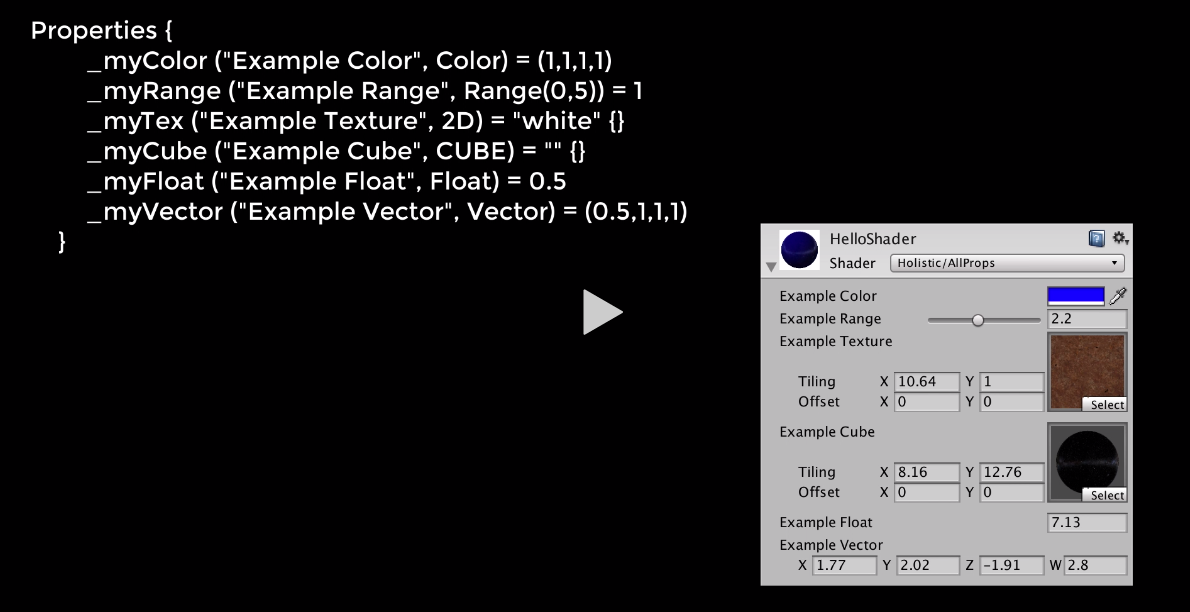 Properties {
_myColor ("Example Color", Color) = (1,1,1,1)
_myRange ("Example Range", Range(0,5)) = 1
_myTex ("Example Texture", 2D) = "white" {}
_myCube ("Example Cube", CUBE) = "" {}
_myFloat ("Example Float", Float) = 0.5
_myVector ("Example Vector", Vector) = (0.5,1,1,1)
}
HelloShader
Shader Holistic/AllProps
Example Color
Example Range 2.2
Example Texture
Tiling X 10.64 Y 1
Offset X 0 Y 0
Select
Example Cube
Tiling X 8.16 Y 12.76
Offset X 0 Y 0
Select
Example Float 7.13
Example Vector
X 1.77 Y 2.02 Z -1.91 W 2.8